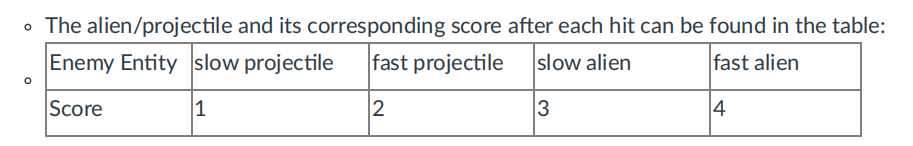 The alien/projectile and its corresponding score after each hit can be found in the table:
Enemy Entity slow projectile fast projectile slow alien fast alien
Score 1 2 3 4